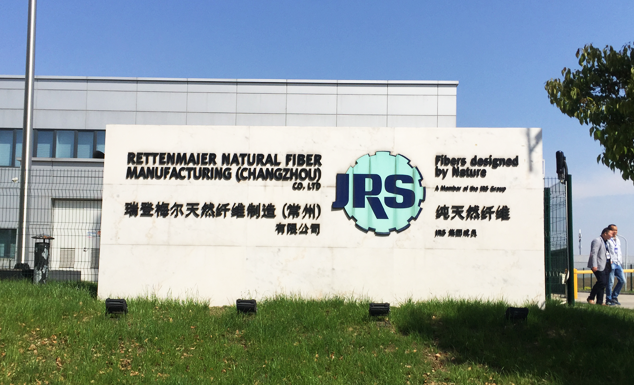 RETTENMAIER NATURAL FIBER
MANUFACTURING (CHANGZHOU)
CO. LTD
瑞登梅尔天然纤维制造（常州）
有限公司
JRS
Fibers designed
by Nature
A Member of the JRS Group
纯天然纤维
JRS 集团成员